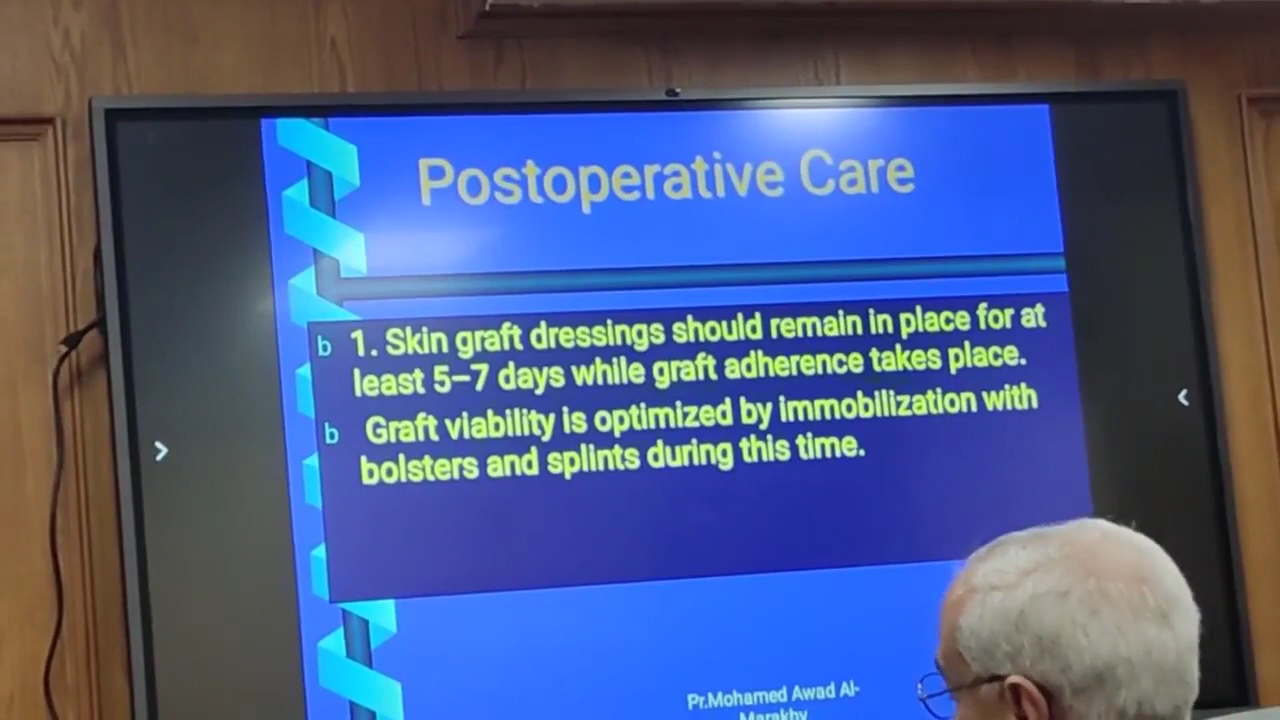 Postoperative Care
b 1. Skin graft dressings should remain in place for at
least 5–7 days while graft adherence takes place.
b Graft viability is optimized by immobilization with
bolsters and splints during this time.
Pr.Mohamed Awad Al-
Marakby